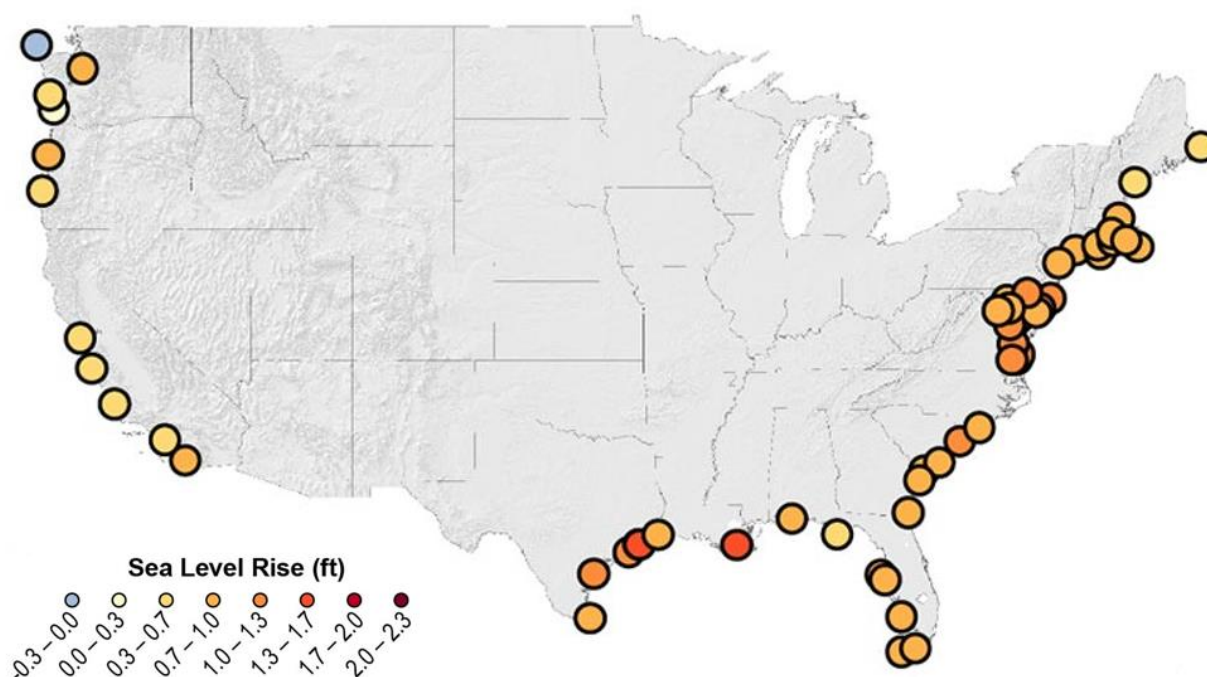 Sea Level Rise (ft)
-0.3 – 0.0
0.0 – 0.3
0.3 – 0.7
0.7 – 1.0
1.0 – 1.3
1.3 – 1.7
1.7 – 2.0
2.0 – 2.3